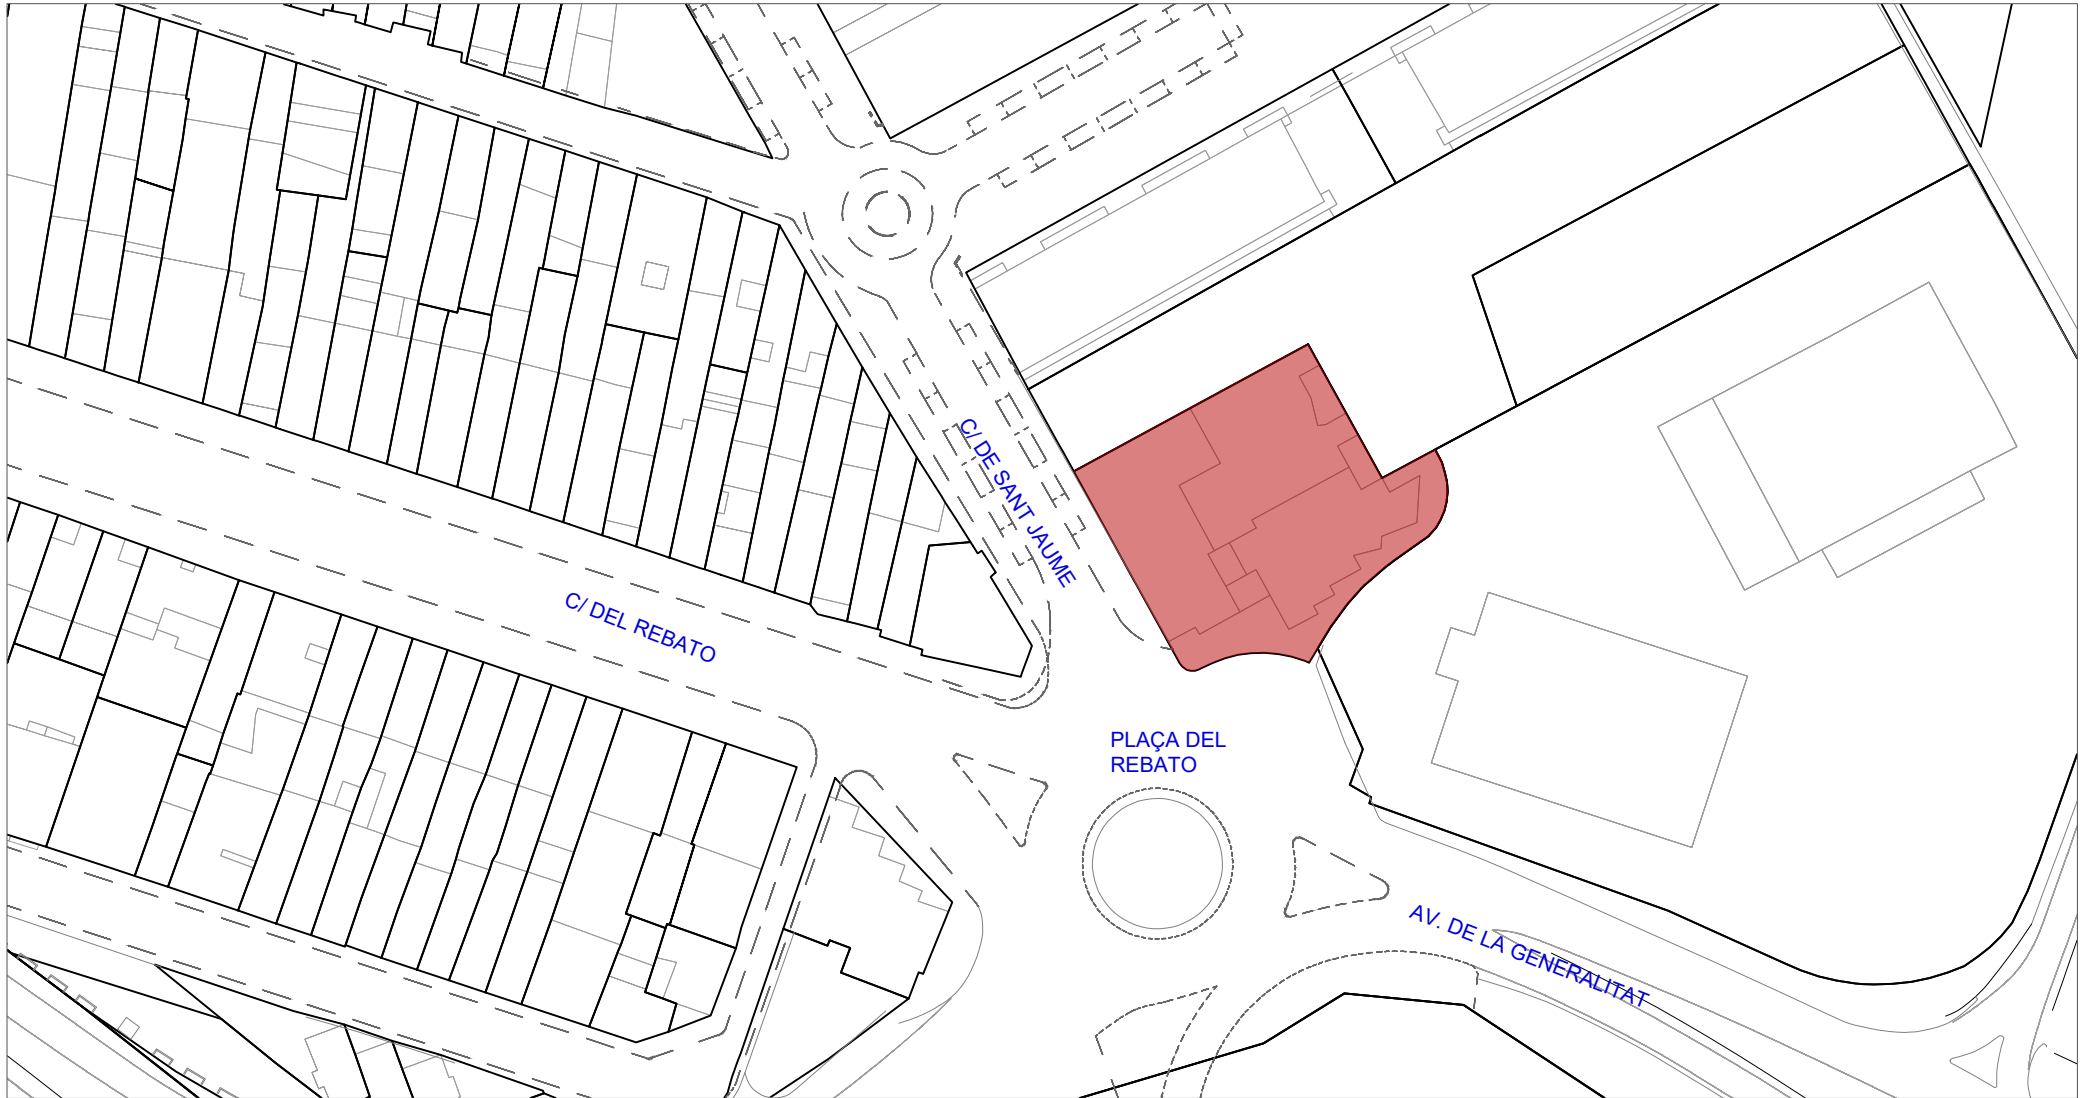 C/ DE SANT JAUME
C/ DEL REBATO
PLAÇA DEL
REBATO
AV. DE LA GENERALITAT